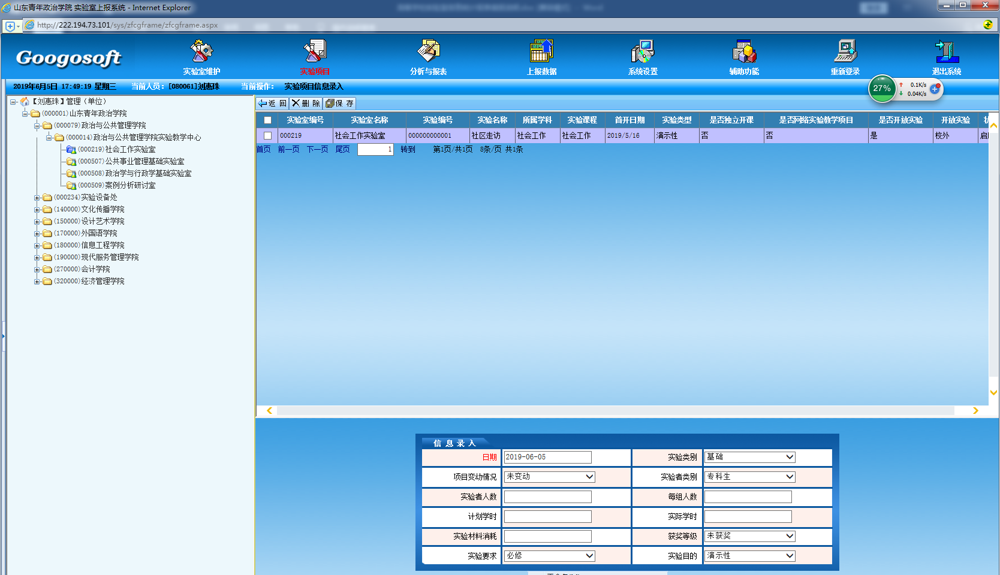 山东青年政治学院 实验室上报系统 - Internet Explorer
http://222.194.73.101/sys/zfcgframe/zfcgframe.aspx
Googosoft
实验室维护
实验项目
分析与报表
上报数据
系统设置
辅助功能
重新登录
退出系统
2019年6月5日 17:49:19 星期三 当前人员：[080061]刘惠珠 当前操作： 实验项目信息录入
27%
0.1K/s
0.04K/s
【刘惠珠】管理（单位）
(000001)山东青年政治学院
(000079)政治与公共管理学院
(000014)政治与公共管理学院实验教学中心
(000219)社会工作实验室
(000507)公共事业管理基础实验室
(000508)政治学与行政学基础实验室
(000509)案例分析研讨室
(000234)实验设备处
(140000)文化传播学院
(150000)设计艺术学院
(170000)外国语学院
(180000)信息工程学院
(190000)现代服务管理学院
(270000)会计学院
(320000)经济管理学院
返 回 删 除 保 存
实验室编号 实验室名称 实验编号 实验名称 所属学科 实验课程 首开日期 实验类型 是否独立开课 是否网络实验教学项目 是否开放实验 开放实验
000219 社会工作实验室 000000000001 社区走访 社会工作 社会工作 2019/5/16 演示性 否 否 是 校外
首页 前一页 下一页 尾页 1 转到 第1页/共1页 8条/页 共1条
信息录入
日期 2019-06-05 实验类别 基础
项目变动情况 未变动 实验者类别 专科生
实验者人数 每组人数
计划学时 实际学时
实验材料消耗 获奖等级 未获奖
实验要求 必修 实验目的 演示性